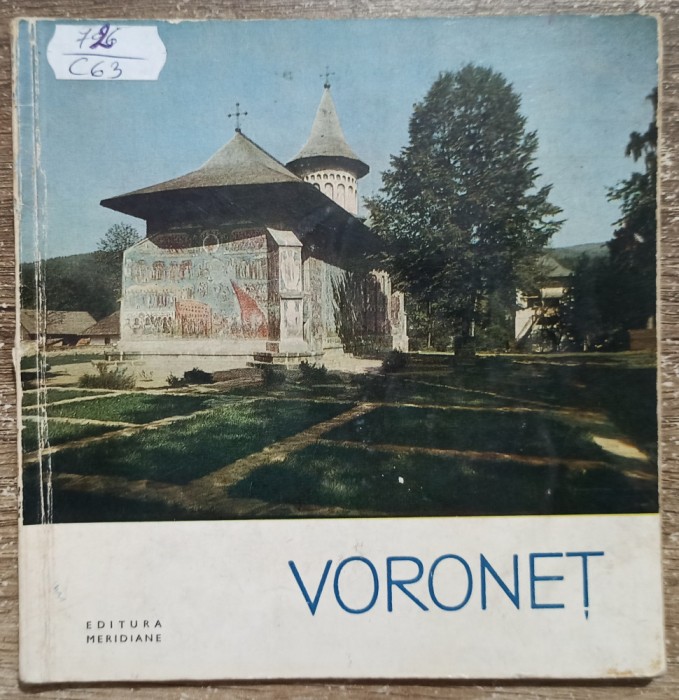 726
C63
VORONEȚ
EDITURA
MERIDIANE